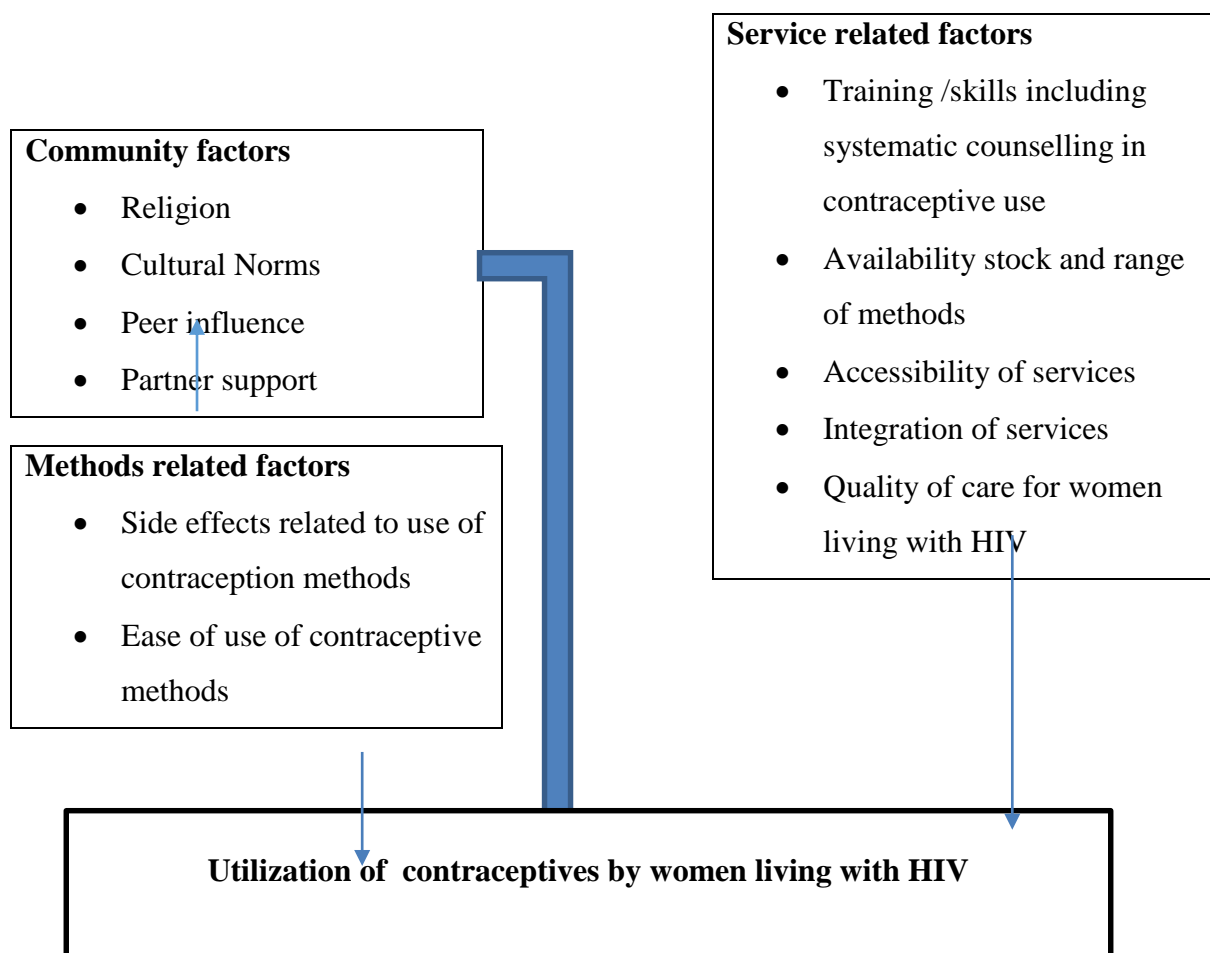 Service related factors
• Training /skills including
systematic counselling in
contraceptive use
• Availability stock and range
of methods
• Accessibility of services
• Integration of services
• Quality of care for women
living with HIV
Community factors
• Religion
• Cultural Norms
• Peer influence
• Partner support
Methods related factors
• Side effects related to use of
contraception methods
• Ease of use of contraceptive
methods
Utilization of contraceptives by women living with HIV